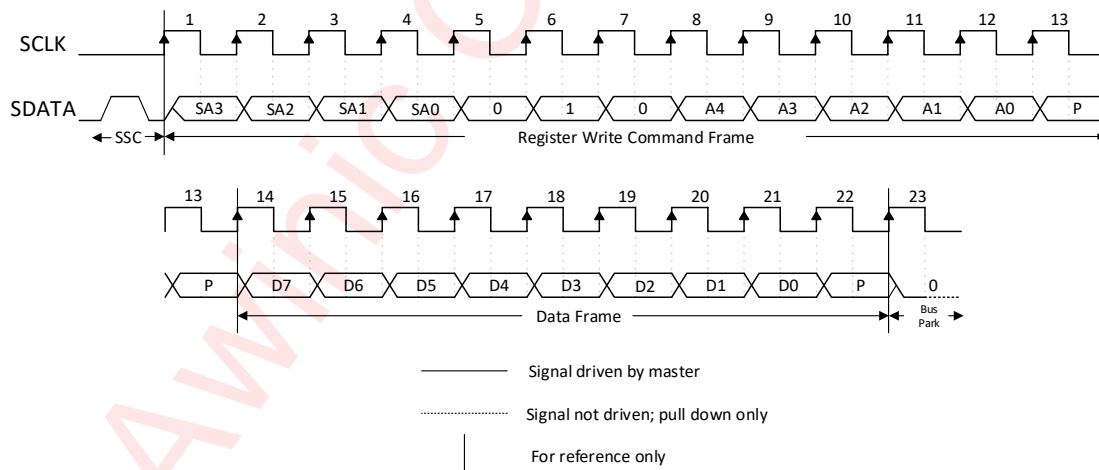 1 2 3 4 5 6 7 8 9 10 11 12 13
SCLK
SDATA SA3 SA2 SA1 SA0 0 1 0 A4 A3 A2 A1 A0 P
SSC Register Write Command Frame
13 14 15 16 17 18 19 20 21 22 23
P D7 D6 D5 D4 D3 D2 D1 D0 P 0
Data Frame Bus
Park
Signal driven by master
Signal not driven; pull down only
For reference only
Awinic C